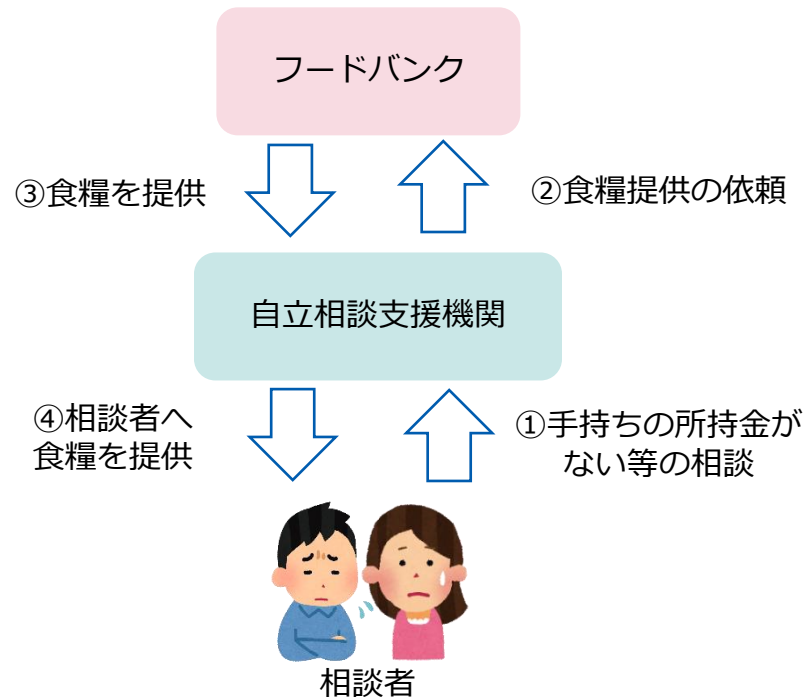 フードバンク
③食糧を提供
②食糧提供の依頼
自立相談支援機関
④相談者へ
食糧を提供
①手持ちの所持金が
ない等の相談
相談者